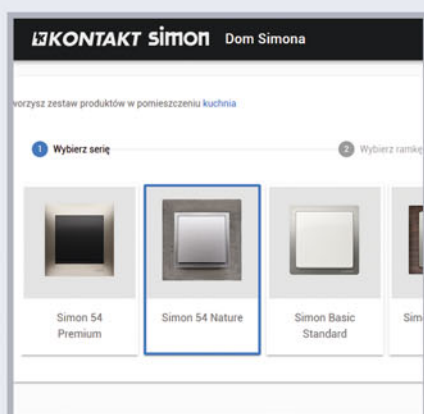 KONTAKT simon Dom Simona
worzysz zestaw produktów w pomieszczeniu kuchnia
1 Wybierz serię
2 Wybierz ramkę
Simon 54
Premium
Simon 54 Nature
Simon Basic
Standard
Sim